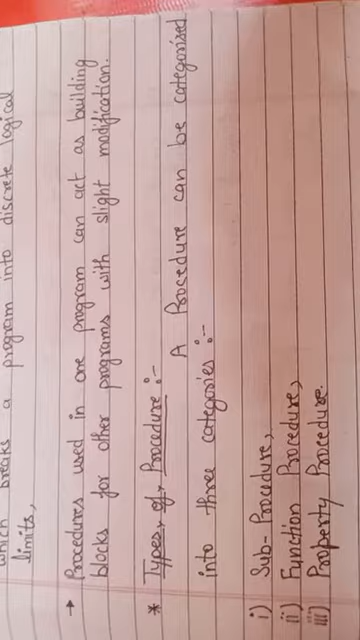 which breaks a program into discrete logical
limits,
→ Procedures used in one program can act as building
blocks for other programs with slight modification.
* Types of Procedure :-
A Procedure can be categorised
into three categories :-
i) Sub-Procedure,
ii) Function Procedure,
iii) Property Procedure.